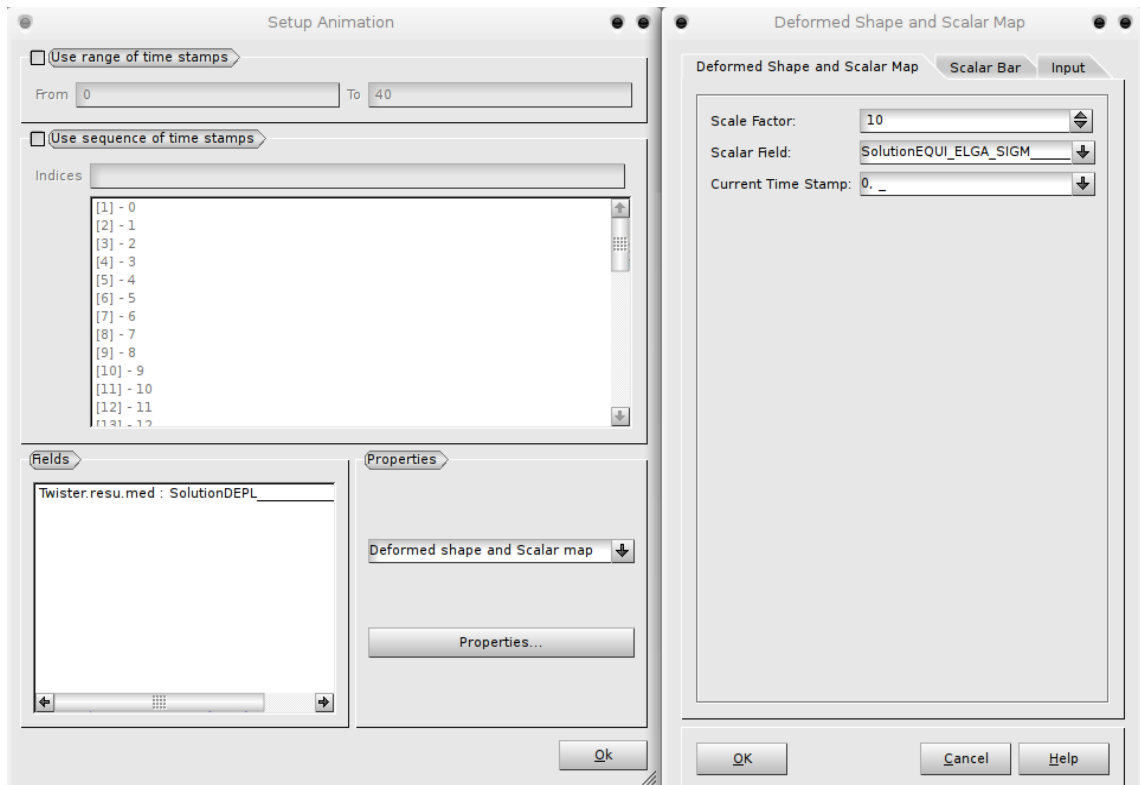 Setup Animation
Use range of time stamps
From 0 To 40
Use sequence of time stamps
Indices
[1] - 0
[2] - 1
[3] - 2
[4] - 3
[5] - 4
[6] - 5
[7] - 6
[8] - 7
[9] - 8
[10] - 9
[11] - 10
[12] - 11
[13] - 12
Fields
Twister.resu.med : SolutionDEPL____________
Properties
Deformed shape and Scalar map
Properties...
Ok
Deformed Shape and Scalar Map
Deformed Shape and Scalar Map Scalar Bar Input
Scale Factor: 10
Scalar Field: SolutionEQUI_ELGA_SIGM______
Current Time Stamp: 0, _
OK Cancel Help